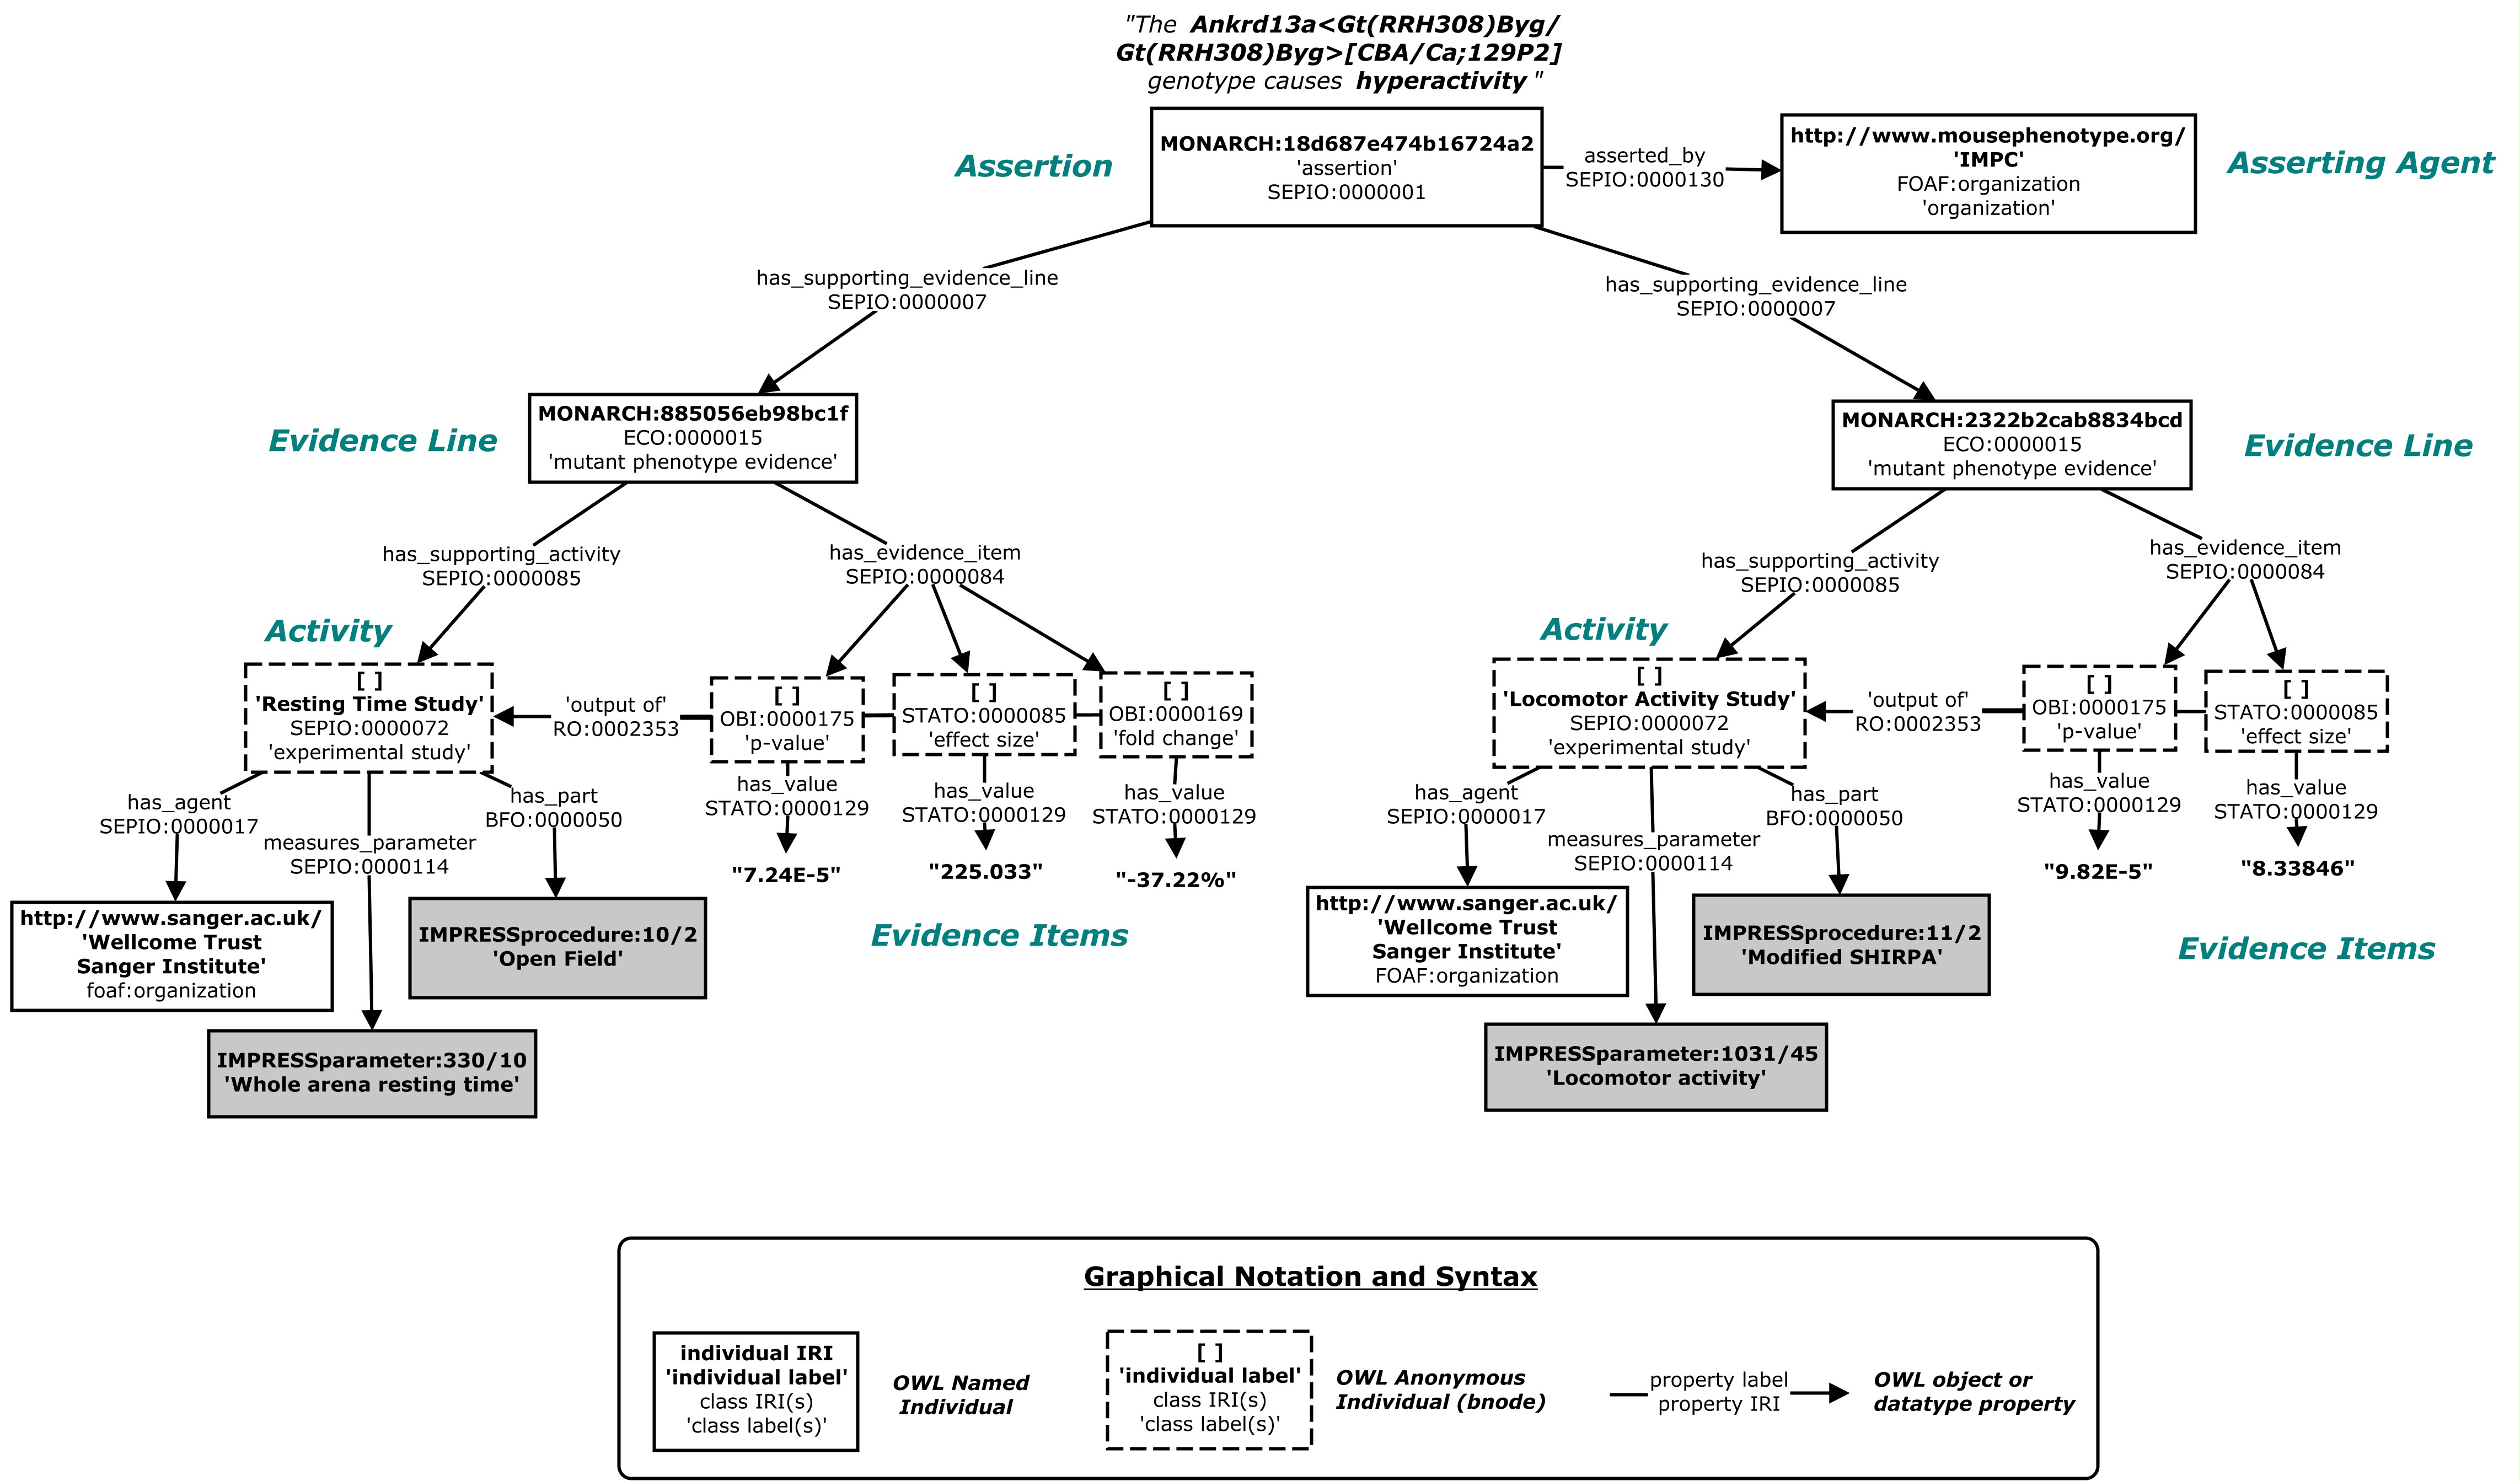 "The Ankrd13a<Gt(RRH308)Byg/
Gt(RRH308)Byg>[CBA/Ca;129P2]
genotype causes hyperactivity "
Assertion
MONARCH:18d687e474b16724a2
'assertion'
SEPIO:0000001
asserted_by
SEPIO:0000130
http://www.mousephenotype.org/
'IMPC'
FOAF:organization
'organization'
Asserting Agent
has_supporting_evidence_line
SEPIO:0000007
has_supporting_evidence_line
SEPIO:0000007
Evidence Line
MONARCH:885056eb98bc1f
ECO:0000015
'mutant phenotype evidence'
MONARCH:2322b2cab8834bcd
ECO:0000015
'mutant phenotype evidence'
Evidence Line
has_supporting_activity
SEPIO:0000085
has_evidence_item
SEPIO:0000084
has_supporting_activity
SEPIO:0000085
has_evidence_item
SEPIO:0000084
Activity
[ ]
'Resting Time Study'
SEPIO:0000072
'experimental study'
'output of'
RO:0002353
[ ]
OBI:0000175
'p-value'
[ ]
STATO:0000085
'effect size'
[ ]
OBI:0000169
'fold change'
Activity
[ ]
'Locomotor Activity Study'
SEPIO:0000072
'experimental study'
'output of'
RO:0002353
[ ]
OBI:0000175
'p-value'
[ ]
STATO:0000085
'effect size'
has_agent
SEPIO:0000017
measures_parameter
SEPIO:0000114
has_part
BFO:0000050
has_value
STATO:0000129
has_value
STATO:0000129
has_value
STATO:0000129
"7.24E-5"
"225.033"
"-37.22%"
has_agent
SEPIO:0000017
measures_parameter
SEPIO:0000114
has_part
BFO:0000050
has_value
STATO:0000129
has_value
STATO:0000129
"9.82E-5"
"8.33846"
http://www.sanger.ac.uk/
'Wellcome Trust
Sanger Institute'
foaf:organization
IMPRESSprocedure:10/2
'Open Field'
Evidence Items
http://www.sanger.ac.uk/
'Wellcome Trust
Sanger Institute'
FOAF:organization
IMPRESSprocedure:11/2
'Modified SHIRPA'
Evidence Items
IMPRESSparameter:330/10
'Whole arena resting time'
IMPRESSparameter:1031/45
'Locomotor activity'
Graphical Notation and Syntax
individual IRI
'individual label'
class IRI(s)
'class label(s)'
OWL Named
Individual
[ ]
'individual label'
class IRI(s)
'class label(s)'
OWL Anonymous
Individual (bnode)
property label
property IRI
OWL object or
datatype property